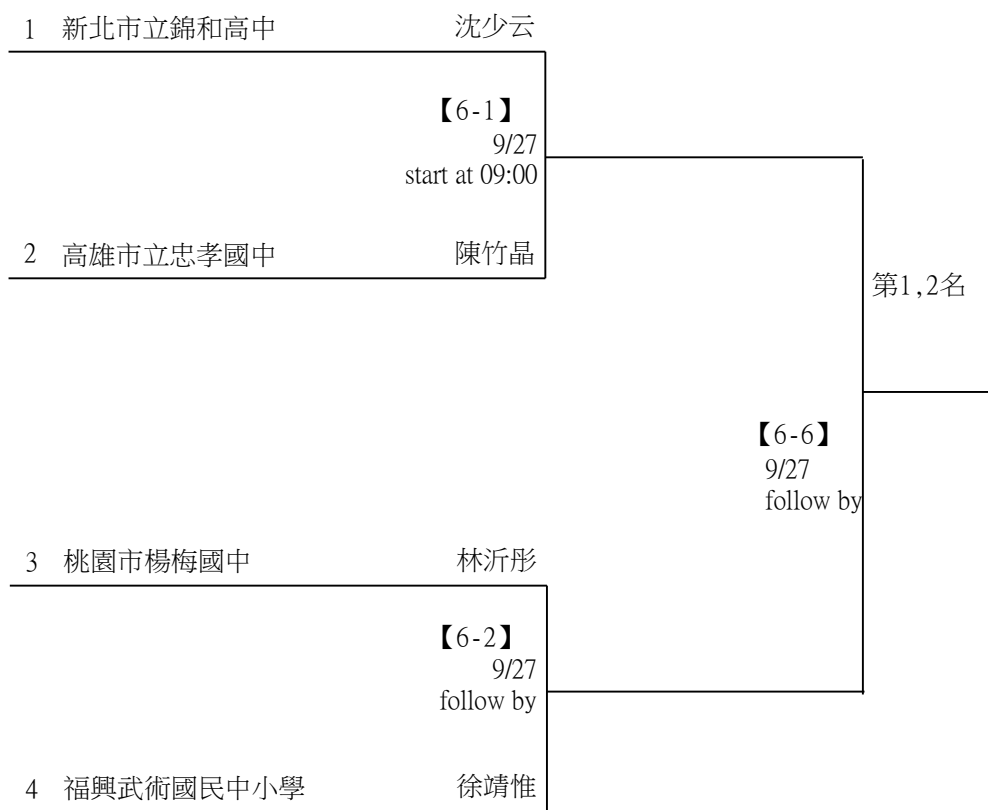 1 新北市立錦和高中 沈少云
【6-1】
9/27
start at 09:00
2 高雄市立忠孝國中 陳竹晶
第1,2名
【6-6】
9/27
follow by
3 桃園市楊梅國中 林沂彤
【6-2】
9/27
follow by
4 福興武術國民中小學 徐靖惟